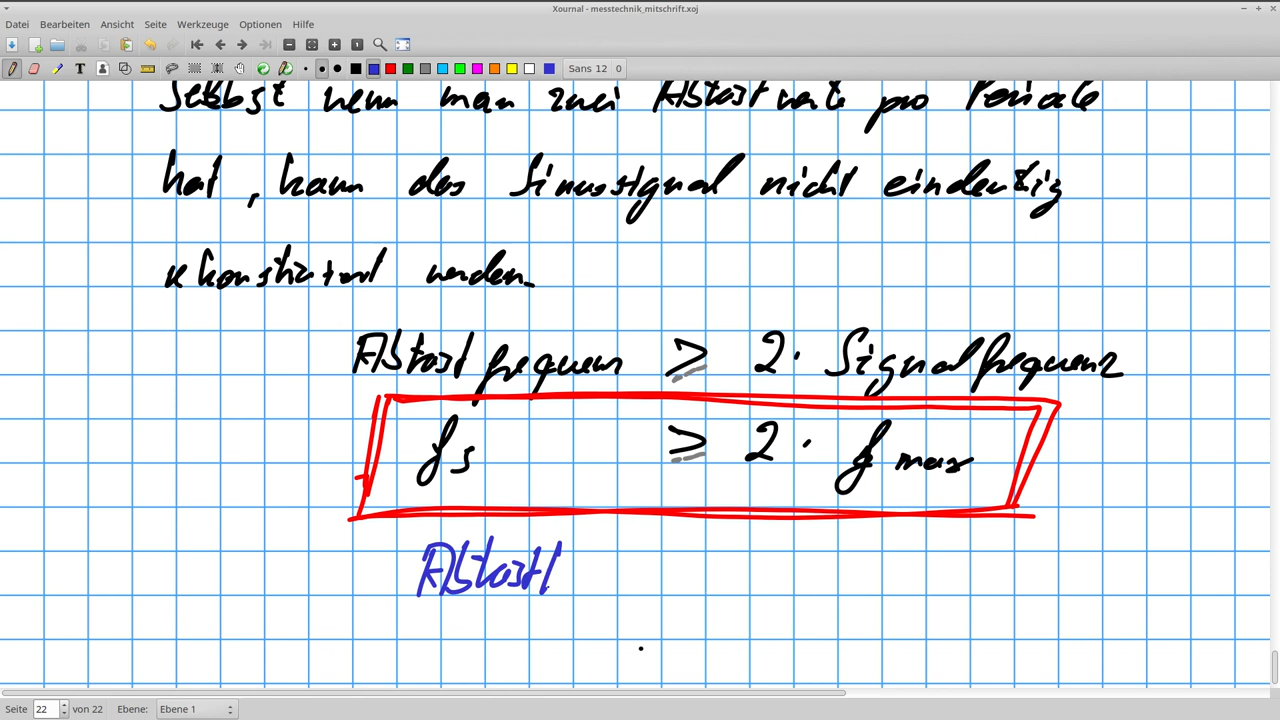 Xournal - messtechnik_mitschrift.xoj
Datei Bearbeiten Ansicht Seite Werkzeuge Optionen Hilfe
Sans 12 0
Selbst wenn man zwei Abtastwerte pro Periode
hat, kann das Sinussignal nicht eindeutig
rekonstruiert werden.
Abtastfrequenz ≥ 2· Signalfrequenz
fs ≥ 2· fmax
Abtast
Seite 22 von 22 Ebene: Ebene 1